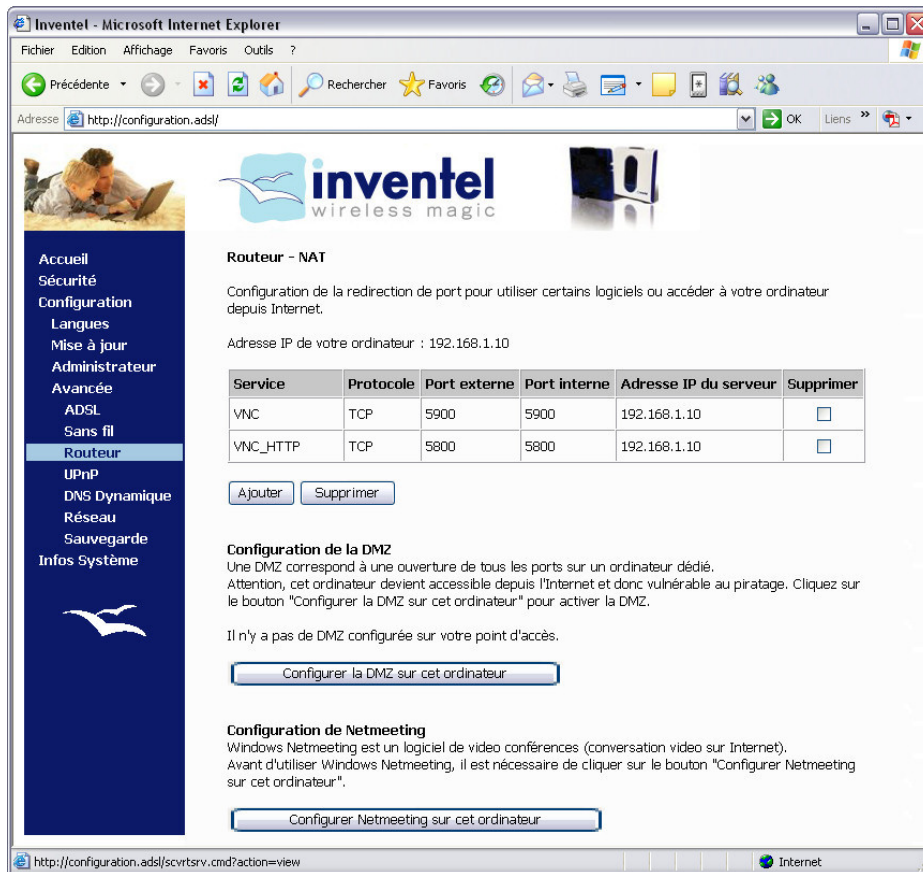 Inventel - Microsoft Internet Explorer
Fichier Edition Affichage Favoris Outils ?
Précédente Rechercher Favoris
Adresse http://configuration.adsl/ OK Liens »
inventel
wireless magic
Accueil
Sécurité
Configuration
Langues
Mise à jour
Administrateur
Avancée
ADSL
Sans fil
Routeur
UPnP
DNS Dynamique
Réseau
Sauvegarde
Infos Système
Routeur - NAT
Configuration de la redirection de port pour utiliser certains logiciels ou accéder à votre ordinateur
depuis Internet.
Adresse IP de votre ordinateur : 192.168.1.10
Service Protocole Port externe Port interne Adresse IP du serveur Supprimer
VNC TCP 5900 5900 192.168.1.10
VNC_HTTP TCP 5800 5800 192.168.1.10
Ajouter Supprimer
Configuration de la DMZ
Une DMZ correspond à une ouverture de tous les ports sur un ordinateur dédié.
Attention, cet ordinateur devient accessible depuis l'Internet et donc vulnérable au piratage. Cliquez sur
le bouton "Configurer la DMZ sur cet ordinateur" pour activer la DMZ.
Il n'y a pas de DMZ configurée sur votre point d'accès.
Configurer la DMZ sur cet ordinateur
Configuration de Netmeeting
Windows Netmeeting est un logiciel de video conférences (conversation video sur Internet).
Avant d'utiliser Windows Netmeeting, il est nécessaire de cliquer sur le bouton "Configurer Netmeeting
sur cet ordinateur".
Configurer Netmeeting sur cet ordinateur
http://configuration.adsl/scvrtsrv.cmd?action=view Internet